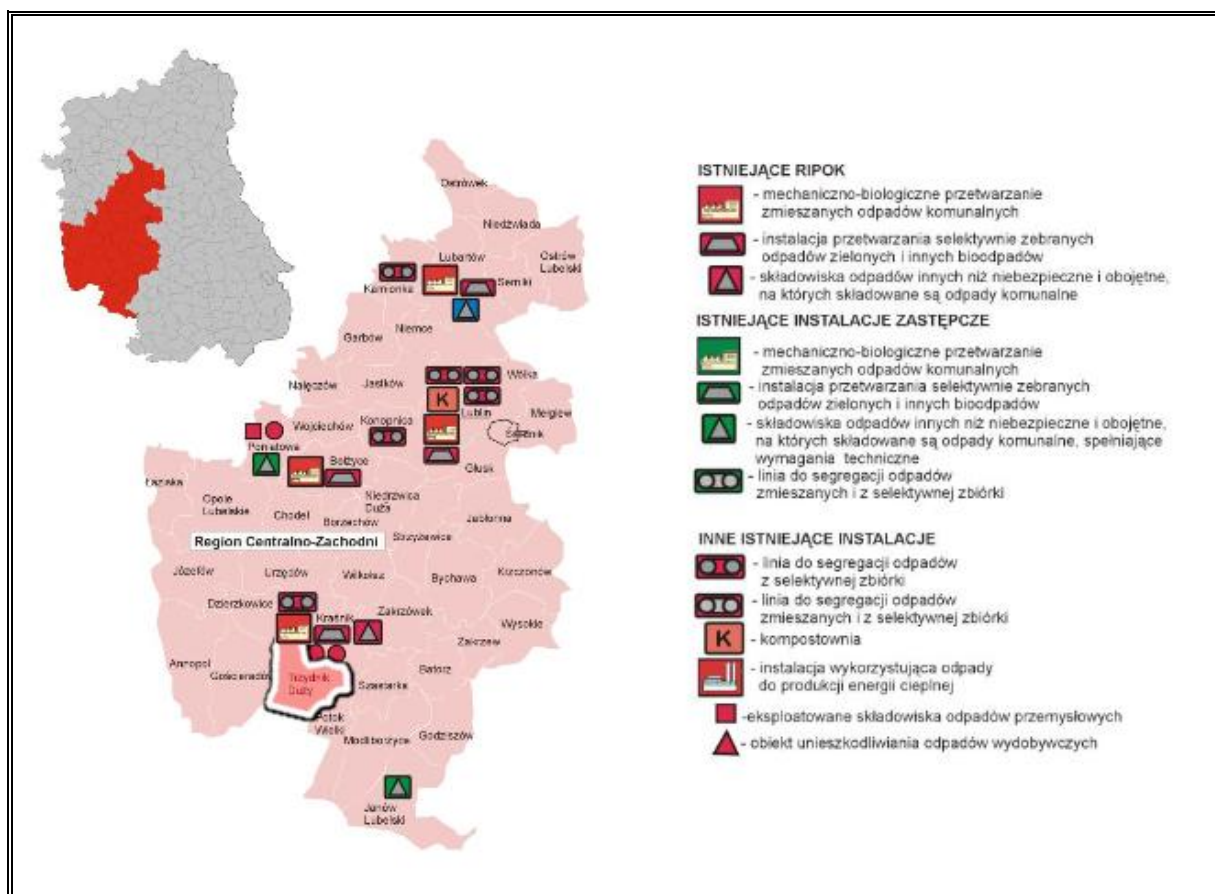 Ostrówek
Niedźwiada
Lubartów
Ostrów
Lubelski
Kamionka
Serniki
Niemce
Garbów
Nałęczów
Jastków
Wólka
K
Lublin
Mełgiew
Konopnica
Wojciechów
Poniatowa
Bełżyce
Głusk
Łaziska
Opole
Lubelskie
Chodel
Niedrzwica
Duża
Borzechów
Jabłonna
Strzyżewice
Region Centralno-Zachodni
Józefów
Urzędów
Wilkołaz
Bychawa
Krzczonów
Dzierzkowice
Kraśnik
Zakrzówek
Wysokie
Zakrzew
Annopol
Gościeradów
Trzydnik
Duży
Szastarka
Batorz
Potok
Wielki
Modliborzyce
Godziszów
Janów
Lubelski
ISTNIEJĄCE RIPOK
- mechaniczno-biologiczne przetwarzanie
zmieszanych odpadów komunalnych
- instalacja przetwarzania selektywnie zebranych
odpadów zielonych i innych bioodpadów
- składowiska odpadów innych niż niebezpieczne i obojętne,
na których składowane są odpady komunalne
ISTNIEJĄCE INSTALACJE ZASTĘPCZE
- mechaniczno-biologiczne przetwarzanie
zmieszanych odpadów komunalnych
- instalacja przetwarzania selektywnie zebranych
odpadów zielonych i innych bioodpadów
- składowiska odpadów innych niż niebezpieczne i obojętne,
na których składowane są odpady komunalne, spełniające
wymagania techniczne
- linia do segregacji odpadów
zmieszanych i z selektywnej zbiórki
INNE ISTNIEJĄCE INSTALACJE
- linia do segregacji odpadów
z selektywnej zbiórki
- linia do segregacji odpadów
zmieszanych i z selektywnej zbiórki
K - kompostownia
- instalacja wykorzystująca odpady
do produkcji energii cieplnej
-eksploatowane składowiska odpadów przemysłowych
- obiekt unieszkodliwiania odpadów wydobywczych